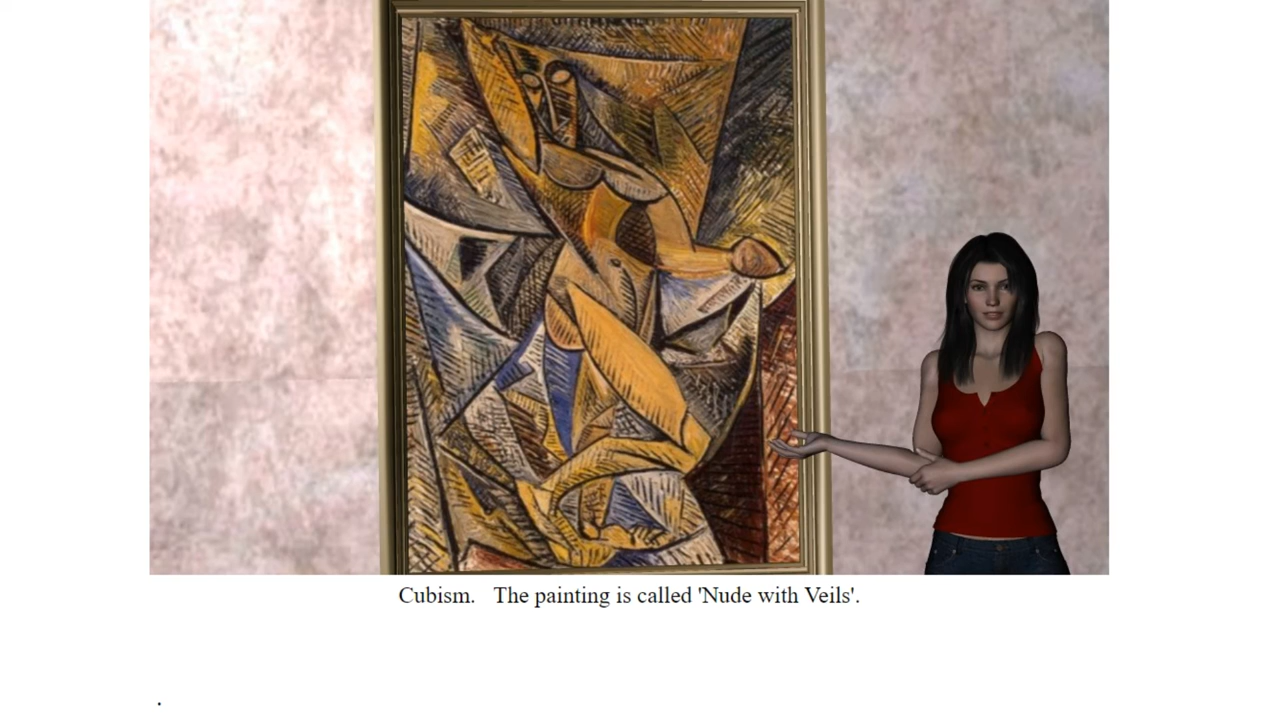 Cubism. The painting is called 'Nude with Veils'.
.